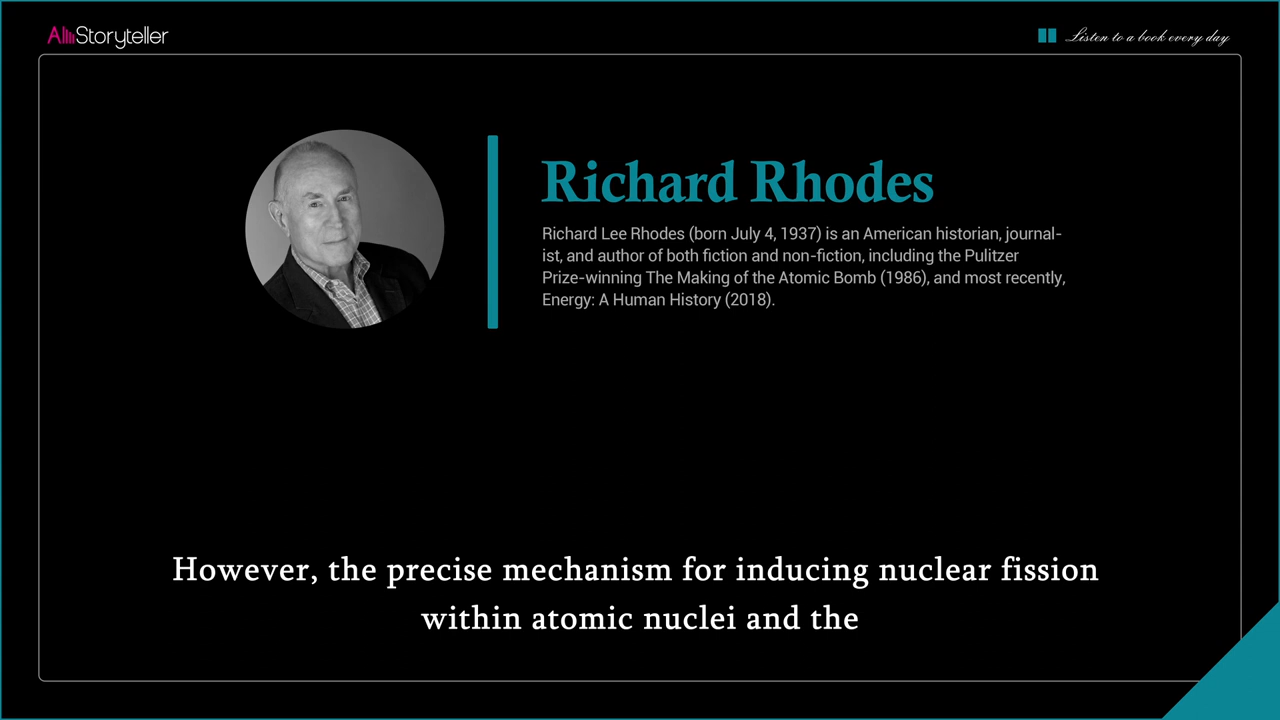 AllStoryteller
Listen to a book every day
Richard Rhodes
Richard Lee Rhodes (born July 4, 1937) is an American historian, journal-
ist, and author of both fiction and non-fiction, including the Pulitzer
Prize-winning The Making of the Atomic Bomb (1986), and most recently,
Energy: A Human History (2018).
However, the precise mechanism for inducing nuclear fission
within atomic nuclei and the